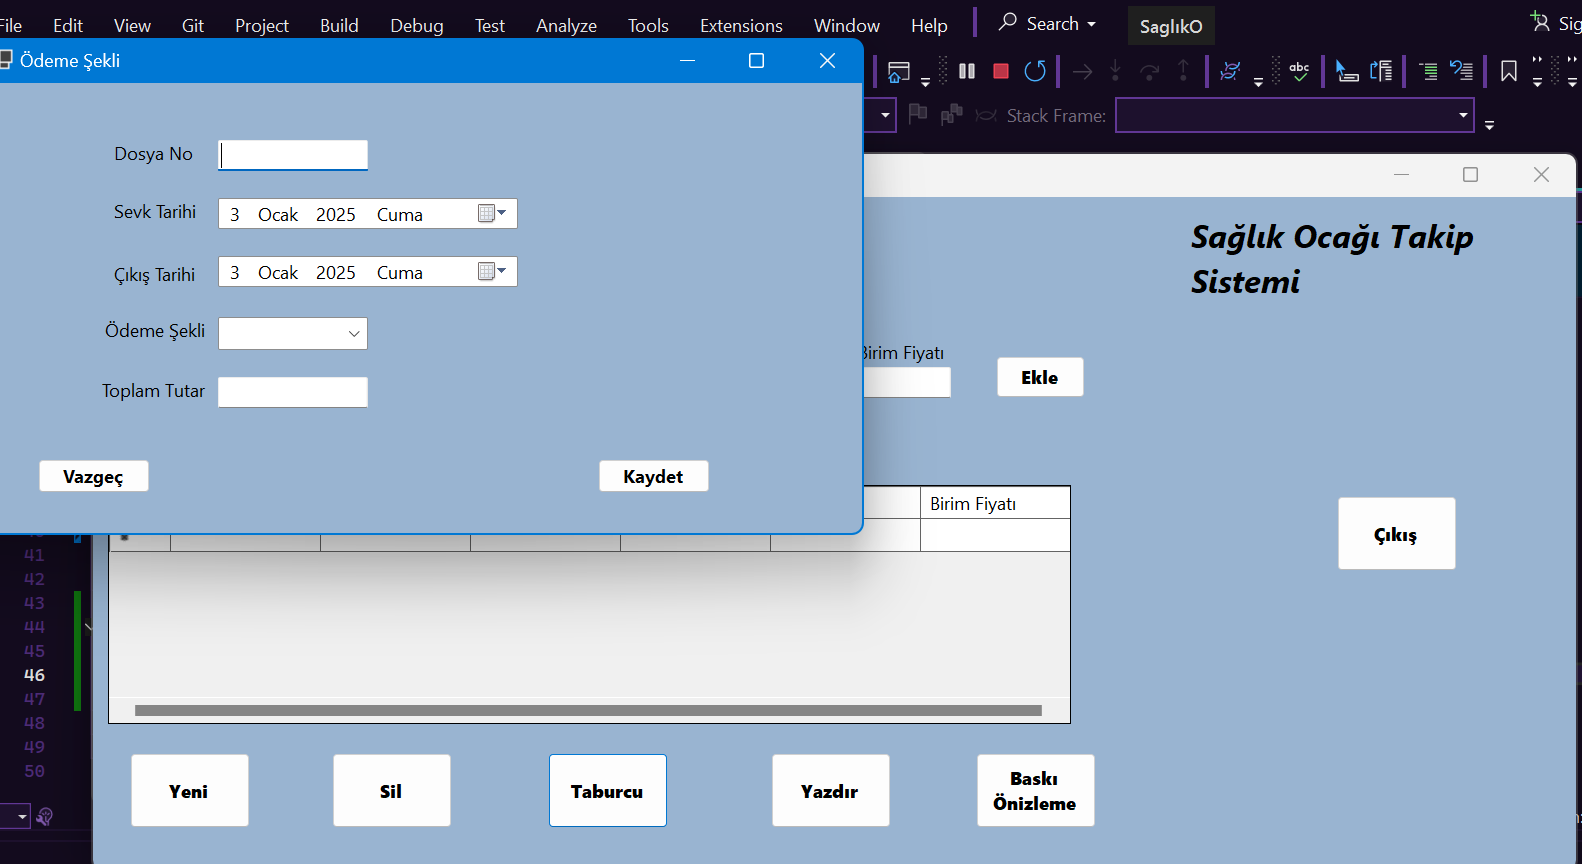 File Edit View Git Project Build Debug Test Analyze Tools Extensions Window Help Search SaglıkO
Ödeme Şekli
abc
Stack Frame:
Dosya No
Sevk Tarihi 3 Ocak 2025 Cuma
Çıkış Tarihi 3 Ocak 2025 Cuma
Ödeme Şekli
Toplam Tutar
Vazgeç Kaydet
Sağlık Ocağı Takip
Sistemi
Birim Fiyatı
Ekle
Birim Fiyatı
Çıkış
41
42
43
44
45
46
47
48
49
50
Yeni Sil Taburcu Yazdır Baskı
Önizleme